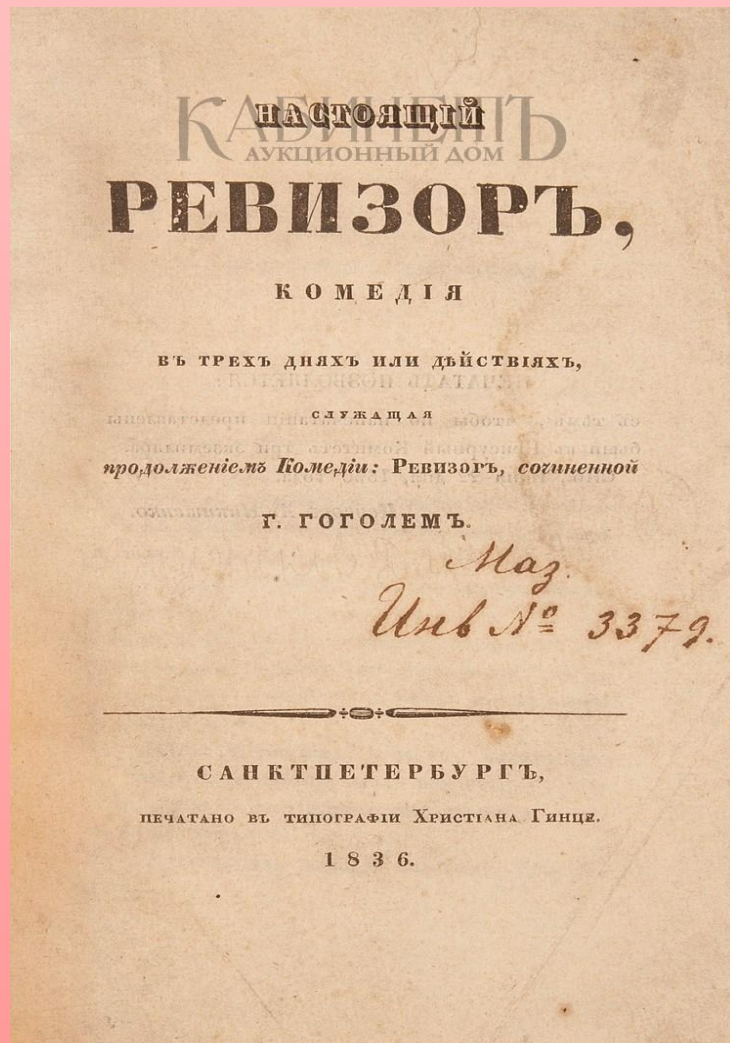 НАСТОЯЩІЙ
КАБИНЕТЪ
АУКЦИОННЫЙ ДОМ
РЕВИЗОРЪ,
КОМЕДІЯ
ВЪ ТРЕХЪ ДНЯХЪ ИЛИ ДѢЙСТВІЯХЪ,
СЛУЖАЩАЯ
продолженіемъ Комедіи: РЕВИЗОРЪ, сочиненной
Г. ГОГОЛЕМЪ.
Маз.
Инв № 3379.
САНКТПЕТЕРБУРГЪ,
ПЕЧАТАНО ВЪ ТИПОГРАФІИ ХРИСТІАНА ГИНЦЕ.
1836.